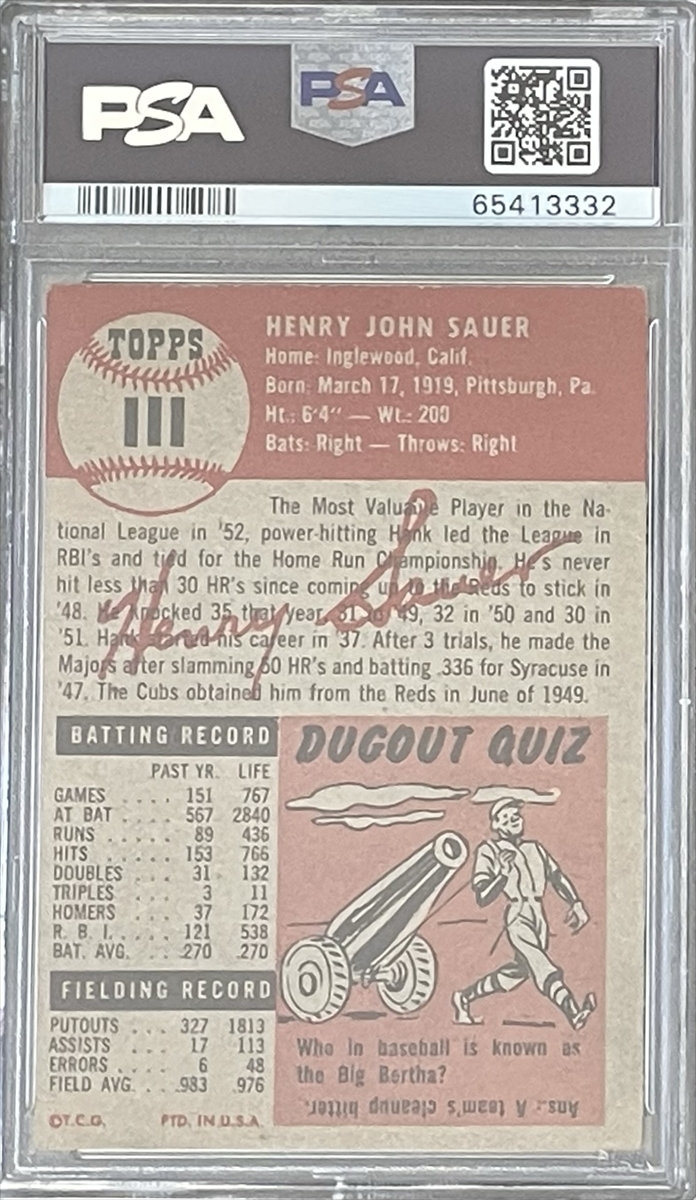 PSA
PSA
65413332
TOPPS
111
HENRY JOHN SAUER
Home: Inglewood, Calif.
Born: March 17, 1919, Pittsburgh, Pa.
Ht.: 6'4" — Wt.: 200
Bats: Right — Throws: Right
The Most Valuable Player in the Na-
tional League in '52, power-hitting Hank led the League in
RBI's and tied for the Home Run Championship. He's never
hit less than 30 HR's since coming up to the Reds to stick in
'48. He knocked 35 that year, 31 in '49, 32 in '50 and 30 in
'51. Hank started his career in '37. After 3 trials, he made the
Majors after slamming 50 HR's and batting .336 for Syracuse in
'47. The Cubs obtained him from the Reds in June of 1949.
Henry Sauer
BATTING RECORD
PAST YR. LIFE
GAMES .... 151 767
AT BAT .... 567 2840
RUNS ..... 89 436
HITS ..... 153 766
DOUBLES ... 31 132
TRIPLES ... 3 11
HOMERS ... 37 172
R. B. I. .... 121 538
BAT. AVG. .. .270 .270
FIELDING RECORD
PUTOUTS ... 327 1813
ASSISTS ... 17 113
ERRORS .... 6 48
FIELD AVG. . .983 .976
©T.C.G. PTD. IN U.S.A.
DUGOUT QUIZ
Who in baseball is known as
the Big Bertha?
Ans.: A team's cleanup hitter.